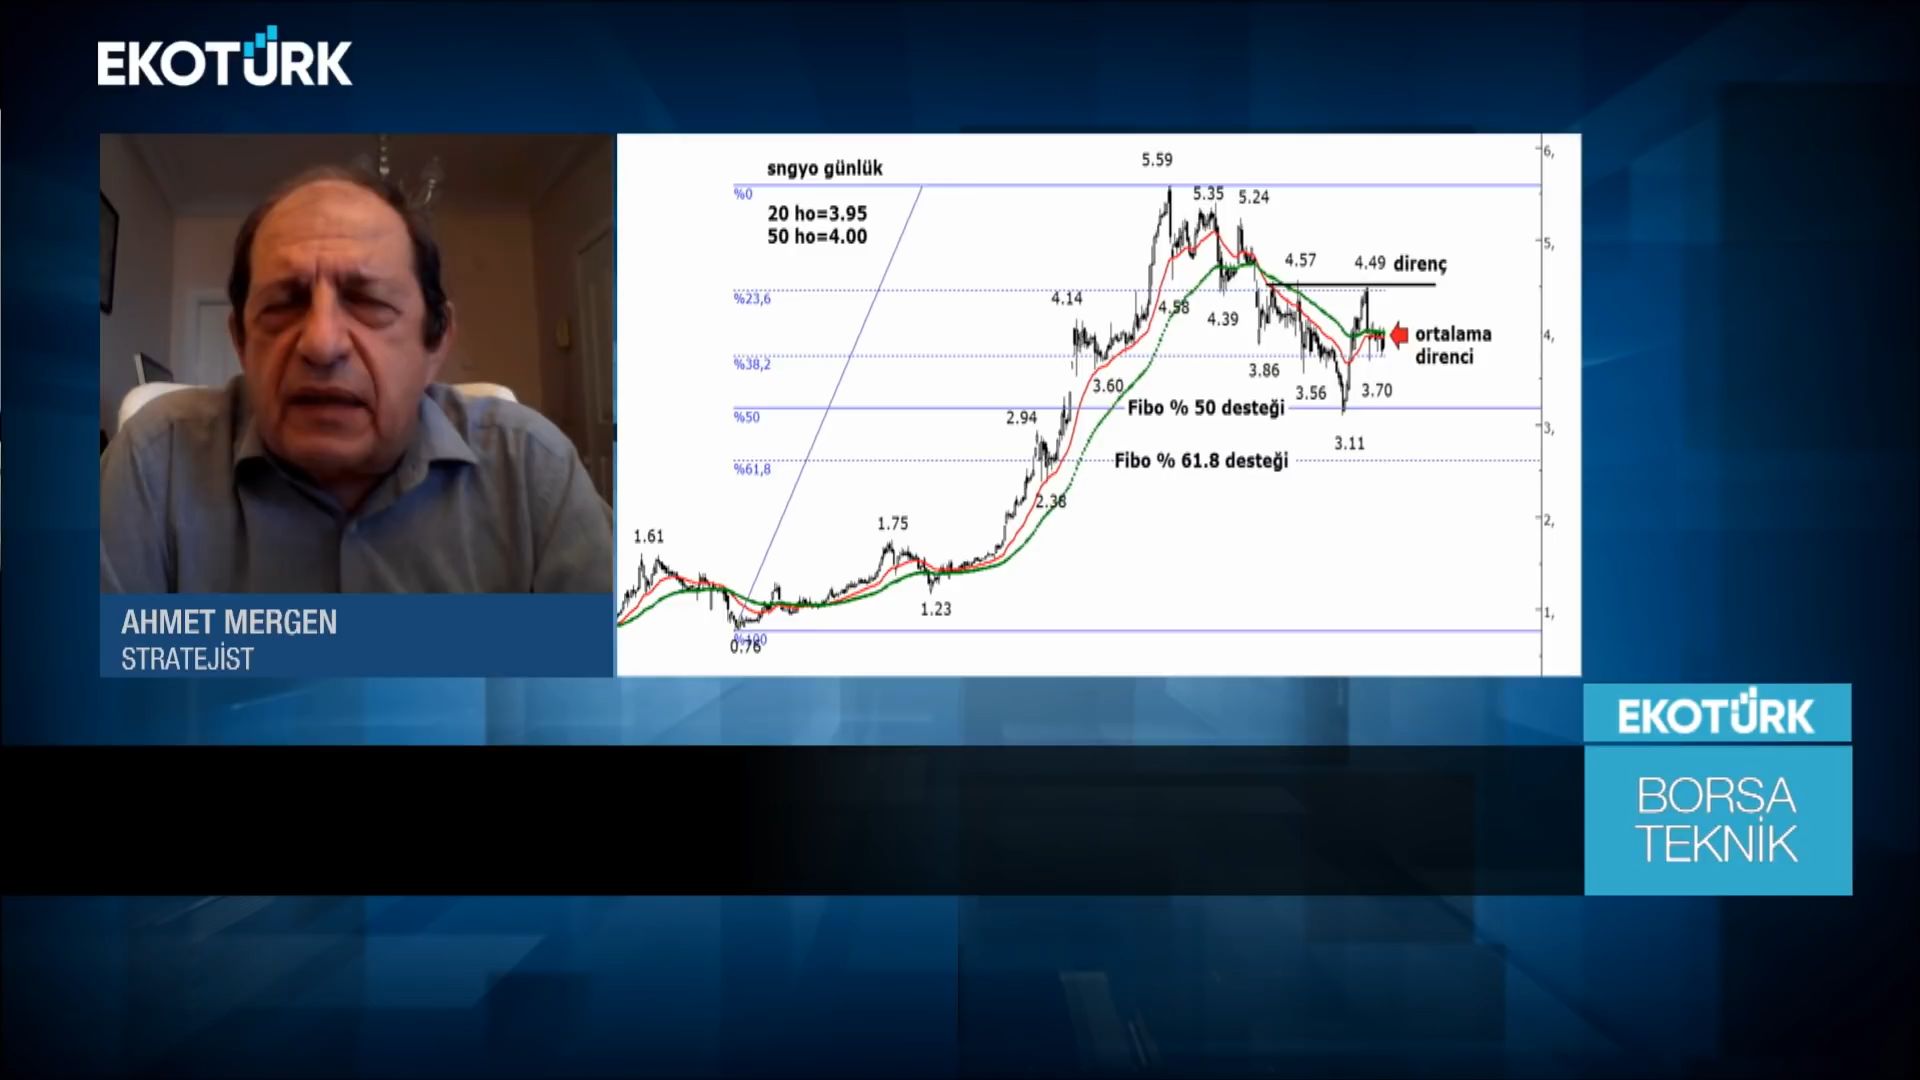 EKOTÜRK
sngyo günlük
20 ho=3.95
50 ho=4.00
%0
%23,6
%38,2
%50
%61,8
%100
5.59
5.35
5.24
4.57
4.49 direnç
4.14
4.58
4.39
ortalama
direnci
3.86
3.60
3.56
3.70
2.94
Fibo % 50 desteği
3.11
Fibo % 61.8 desteği
2.38
1.75
1.61
1.23
0.76
6,
5,
4,
3,
2,
1,
AHMET MERGEN
STRATEJİST
EKOTÜRK
BORSA
TEKNİK